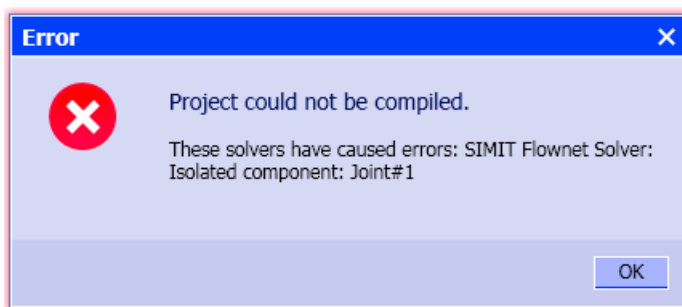 Error
Project could not be compiled.
These solvers have caused errors: SIMIT Flownet Solver:
Isolated component: Joint#1
OK